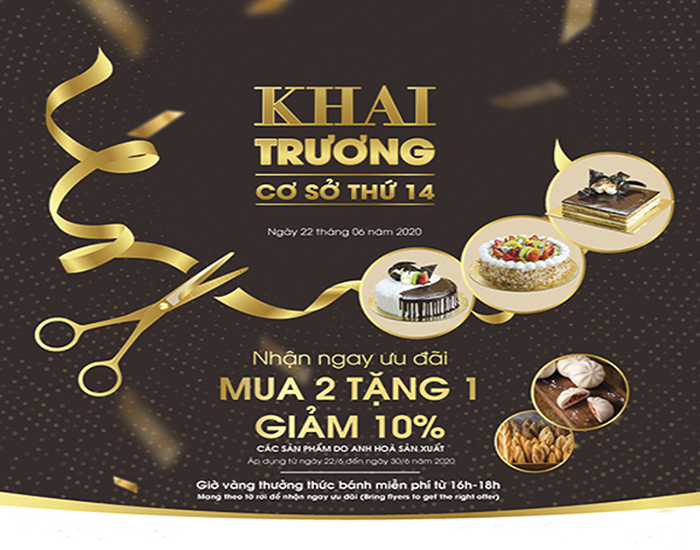 KHAI
TRƯƠNG
CƠ SỞ THỨ 14
Ngày 22 tháng 06 năm 2020
Nhận ngay ưu đãi
MUA 2 TẶNG 1
GIẢM 10%
CÁC SẢN PHẨM DO ANH HOÀ SẢN XUẤT
Áp dụng từ ngày 22/6 đến ngày 30/6 năm 2020
Giờ vàng thưởng thức bánh miễn phí từ 16h-18h
Mang theo tờ rơi để nhận ngay ưu đãi (Bring flyers to get the right offer)